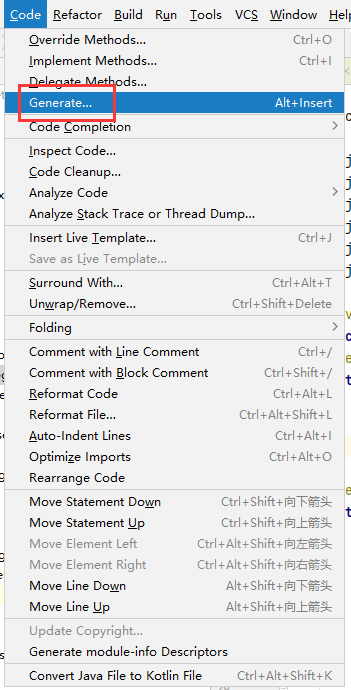 Code Refactor Build Run Tools VCS Window Help
Override Methods... Ctrl+O
Implement Methods... Ctrl+I
Delegate Methods...
Generate... Alt+Insert
Code Completion
Inspect Code...
Code Cleanup...
Analyze Code
Analyze Stack Trace or Thread Dump...
Insert Live Template... Ctrl+J
Save as Live Template...
Surround With... Ctrl+Alt+T
Unwrap/Remove... Ctrl+Shift+Delete
Folding
Comment with Line Comment Ctrl+/
Comment with Block Comment Ctrl+Shift+/
Reformat Code Ctrl+Alt+L
Reformat File... Ctrl+Alt+Shift+L
Auto-Indent Lines Ctrl+Alt+I
Optimize Imports Ctrl+Alt+O
Rearrange Code
Move Statement Down Ctrl+Shift+向下箭头
Move Statement Up Ctrl+Shift+向上箭头
Move Element Left Ctrl+Alt+Shift+向左箭头
Move Element Right Ctrl+Alt+Shift+向右箭头
Move Line Down Alt+Shift+向下箭头
Move Line Up Alt+Shift+向上箭头
Update Copyright...
Generate module-info Descriptors
Convert Java File to Kotlin File Ctrl+Alt+Shift+K